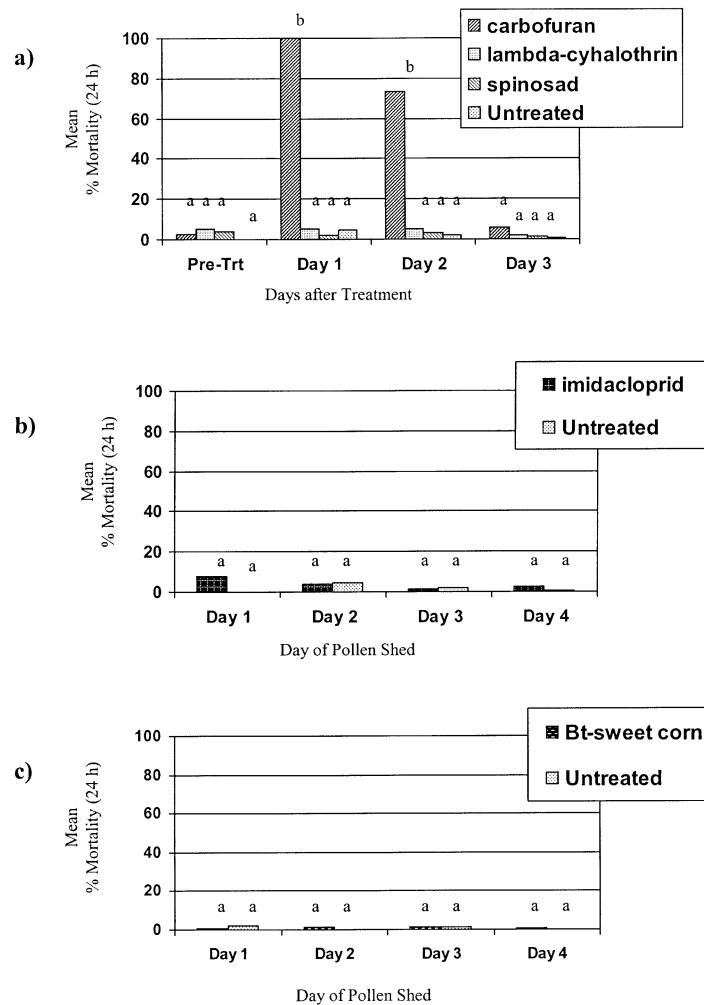 a)
Mean
% Mortality (24 h)
100
80
60
40
20
0
carbofuran
lambda-cyhalothrin
spinosad
Untreated
b
b
a a a a
a a a
a a a
a a a a
Pre-Trt Day 1 Day 2 Day 3
Days after Treatment
b)
Mean
% Mortality (24 h)
100
80
60
40
20
0
imidacloprid
Untreated
a a a a a a a a
Day 1 Day 2 Day 3 Day 4
Day of Pollen Shed
c)
Mean
% Mortality (24 h)
100
80
60
40
20
0
Bt-sweet corn
Untreated
a a a a a a a a
Day 1 Day 2 Day 3 Day 4
Day of Pollen Shed